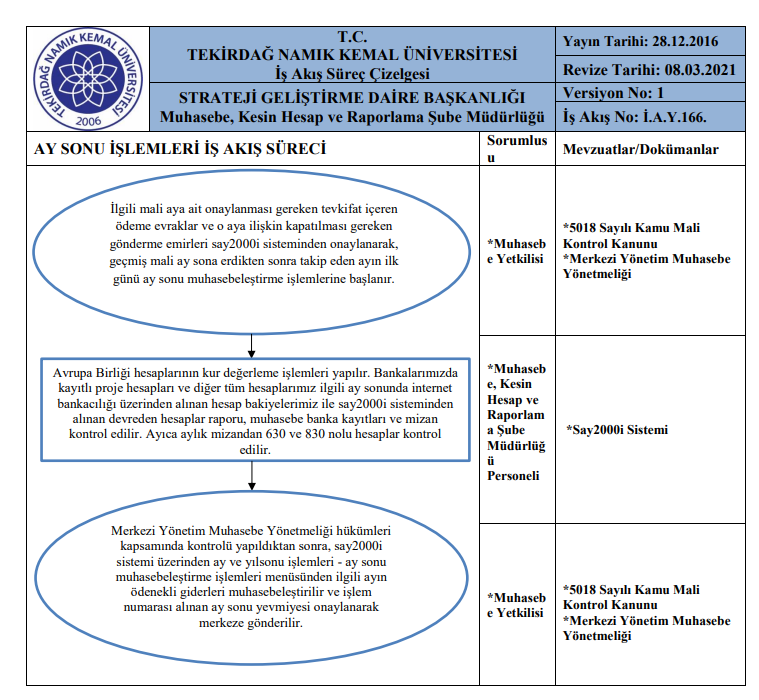 TEKİRDAĞ NAMIK KEMAL ÜNİVERSİTESİ
2006
T.C.
TEKİRDAĞ NAMIK KEMAL ÜNİVERSİTESİ
İş Akış Süreç Çizelgesi
STRATEJİ GELİŞTİRME DAİRE BAŞKANLIĞI
Muhasebe, Kesin Hesap ve Raporlama Şube Müdürlüğü
Yayın Tarihi: 28.12.2016
Revize Tarihi: 08.03.2021
Versiyon No: 1
İş Akış No: İ.A.Y.166.
AY SONU İŞLEMLERİ İŞ AKIŞ SÜRECİ
Sorumlus
u
Mevzuatlar/Dokümanlar
İlgili mali aya ait onaylanması gereken tevkifat içeren
ödeme evraklar ve o aya ilişkin kapatılması gereken
gönderme emirleri say2000i sisteminden onaylanarak,
geçmiş mali ay sona erdikten sonra takip eden ayın ilk
günü ay sonu muhasebeleştirme işlemlerine başlanır.
*Muhaseb
e Yetkilisi
*5018 Sayılı Kamu Mali
Kontrol Kanunu
*Merkezi Yönetim Muhasebe
Yönetmeliği
Avrupa Birliği hesaplarının kur değerleme işlemleri yapılır. Bankalarımızda
kayıtlı proje hesapları ve diğer tüm hesaplarımız ilgili ay sonunda internet
bankacılığı üzerinden alınan hesap bakiyelerimiz ile say2000i sisteminden
alınan devreden hesaplar raporu, muhasebe banka kayıtları ve mizan
kontrol edilir. Ayıca aylık mizandan 630 ve 830 nolu hesaplar kontrol
edilir.
*Muhaseb
e, Kesin
Hesap ve
Raporlam
a Şube
Müdürlüğ
ü
Personeli
*Say2000i Sistemi
Merkezi Yönetim Muhasebe Yönetmeliği hükümleri
kapsamında kontrolü yapıldıktan sonra, say2000i
sistemi üzerinden ay ve yılsonu işlemleri - ay sonu
muhasebeleştirme işlemleri menüsünden ilgili ayın
ödenekli giderleri muhasebeleştirilir ve işlem
numarası alınan ay sonu yevmiyesi onaylanarak
merkeze gönderilir.
*Muhaseb
e Yetkilisi
*5018 Sayılı Kamu Mali
Kontrol Kanunu
*Merkezi Yönetim Muhasebe
Yönetmeliği